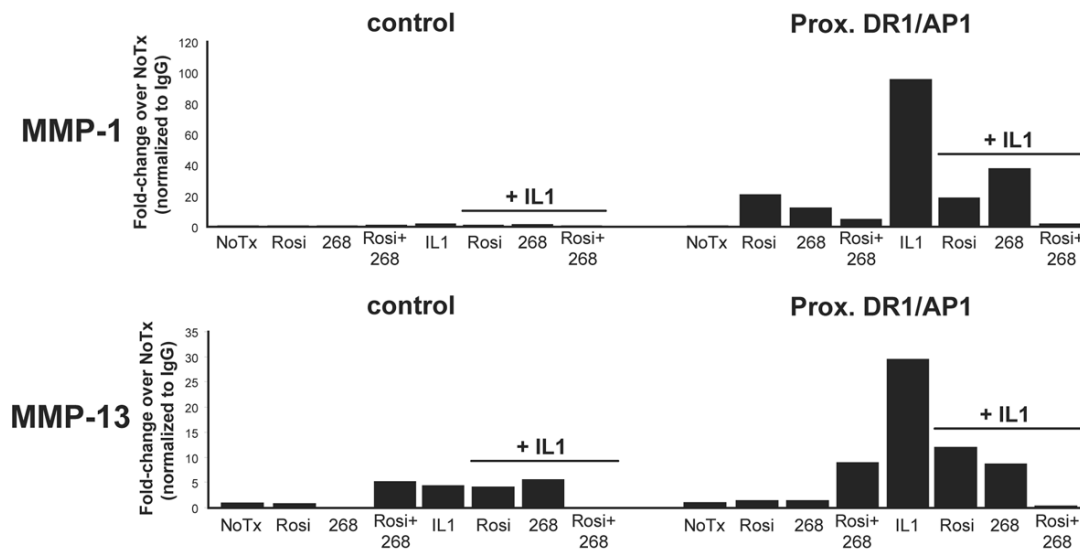 control
Prox. DR1/AP1
MMP-1
Fold-change over NoTx
(normalized to IgG)
120
100
80
60
40
20
0
+ IL1
+ IL1
NoTx Rosi 268 Rosi+ IL1 Rosi 268 Rosi+
268 268
NoTx Rosi 268 Rosi+ IL1 Rosi 268 Rosi+
268 268
control
Prox. DR1/AP1
MMP-13
Fold-change over NoTx
(normalized to IgG)
35
30
25
20
15
10
5
0
+ IL1
+ IL1
NoTx Rosi 268 Rosi+ IL1 Rosi 268 Rosi+
268 268
NoTx Rosi 268 Rosi+ IL1 Rosi 268 Rosi+
268 268